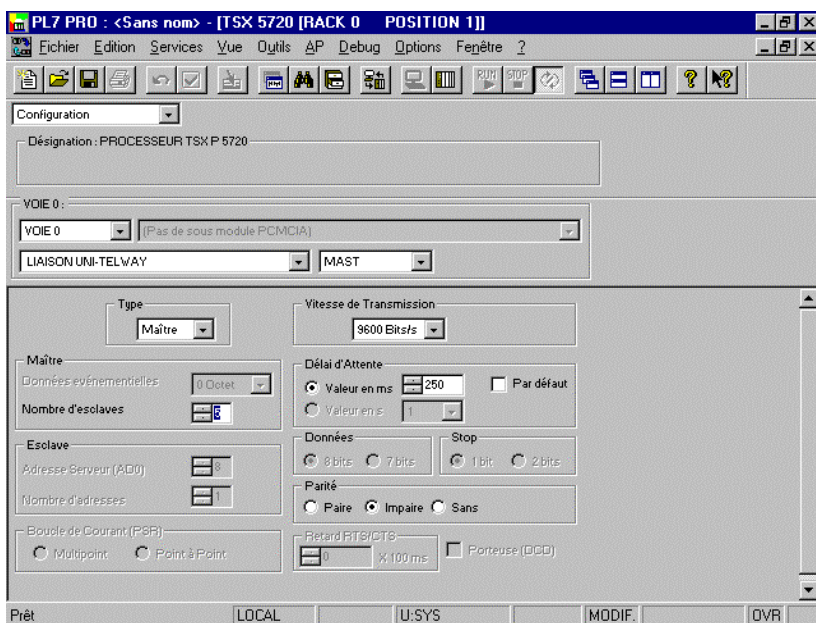 PL7 PRO : <Sans nom> - [TSX 5720 [RACK 0 POSITION 1]]
Fichier Edition Services Vue Outils AP Debug Options Fenêtre ?
RUN STOP
Configuration
Désignation : PROCESSEUR TSX P 5720
VOIE 0 :
VOIE 0 (Pas de sous module PCMCIA)
LIAISON UNI-TELWAY MAST
Type
Maître
Vitesse de Transmission
9600 Bits/s
Maître
Données evénementielles 0 Octet
Nombre d'esclaves 5
Délai d'Attente
Valeur en ms 250 Par défaut
Valeur en s 1
Esclave
Adresse Serveur (AD0) 8
Nombre d'adresses 1
Données
8 bits 7 bits
Stop
1 bit 2 bits
Parité
Paire Impaire Sans
Boucle de Courant (PSR)
Multipoint Point à Point
Retard RTS/CTS
0 X 100 ms
Porteuse (DCD)
Prêt LOCAL U:SYS MODIF. OVR